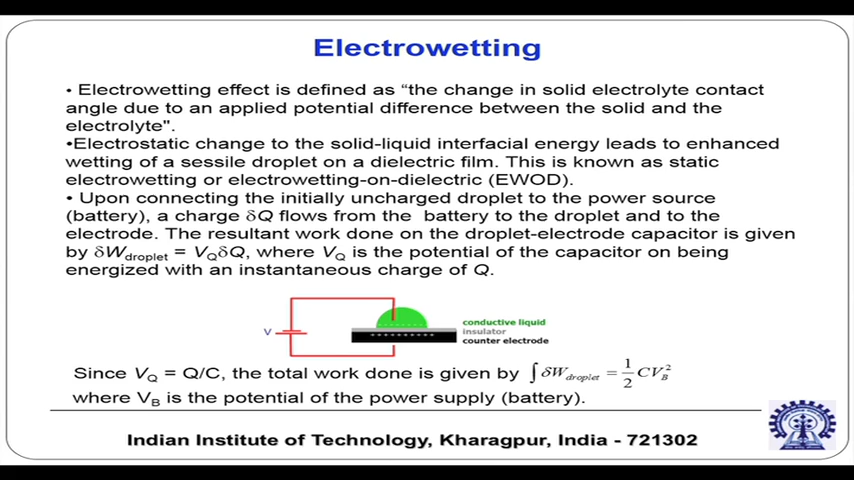 Electrowetting
• Electrowetting effect is defined as “the change in solid electrolyte contact
angle due to an applied potential difference between the solid and the
electrolyte".
•Electrostatic change to the solid-liquid interfacial energy leads to enhanced
wetting of a sessile droplet on a dielectric film. This is known as static
electrowetting or electrowetting-on-dielectric (EWOD).
• Upon connecting the initially uncharged droplet to the power source
(battery), a charge δQ flows from the battery to the droplet and to the
electrode. The resultant work done on the droplet-electrode capacitor is given
by δW_droplet = V_QδQ, where V_Q is the potential of the capacitor on being
energized with an instantaneous charge of Q.
V
conductive liquid
insulator
counter electrode
Since V_Q = Q/C, the total work done is given by ∫ δW_droplet = 1/2 CV_B^2
where V_B is the potential of the power supply (battery).
Indian Institute of Technology, Kharagpur, India - 721302